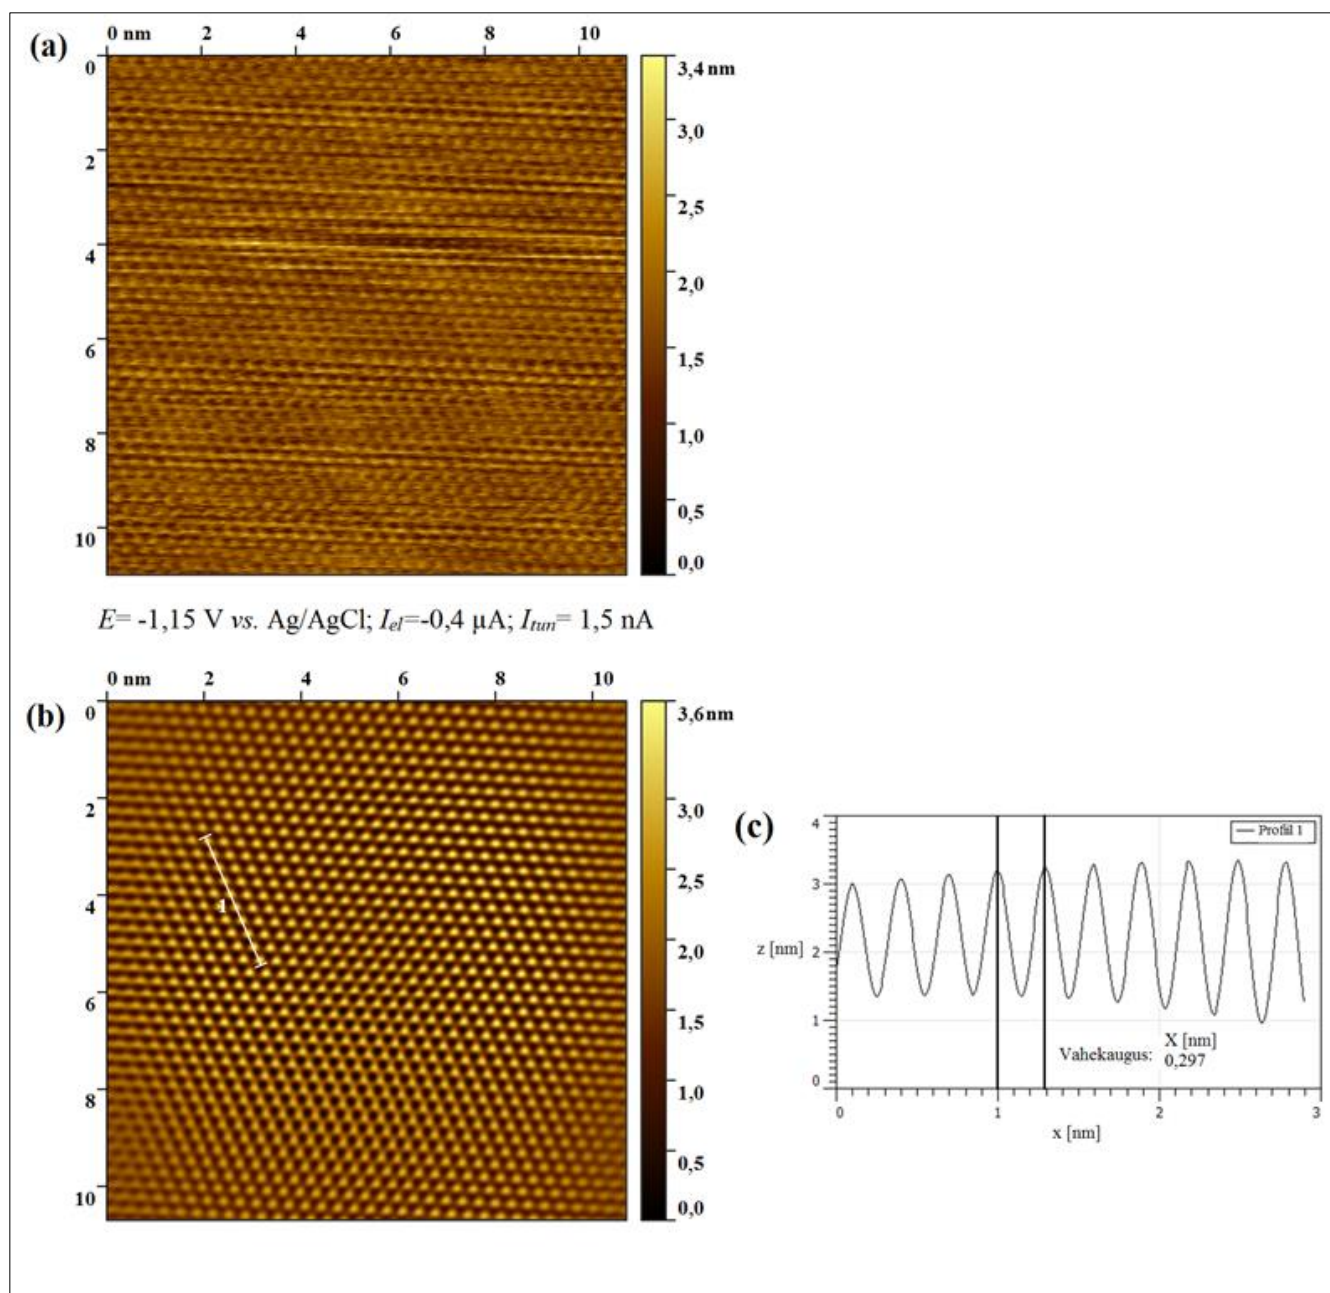 (a)
0 nm 2 4 6 8 10
0
2
4
6
8
10
3,4 nm
3,0
2,5
2,0
1,5
1,0
0,5
0,0
E= -1,15 V vs. Ag/AgCl; Iel=-0,4 µA; Itun= 1,5 nA
(b)
0 nm 2 4 6 8 10
0
2
4
6
8
10
1
3,6 nm
3,0
2,5
2,0
1,5
1,0
0,5
0,0
(c)
4
3
2
1
0
z [nm]
Profiil 1
X [nm]
Vahekaugus: 0,297
0 1 2 3
x [nm]